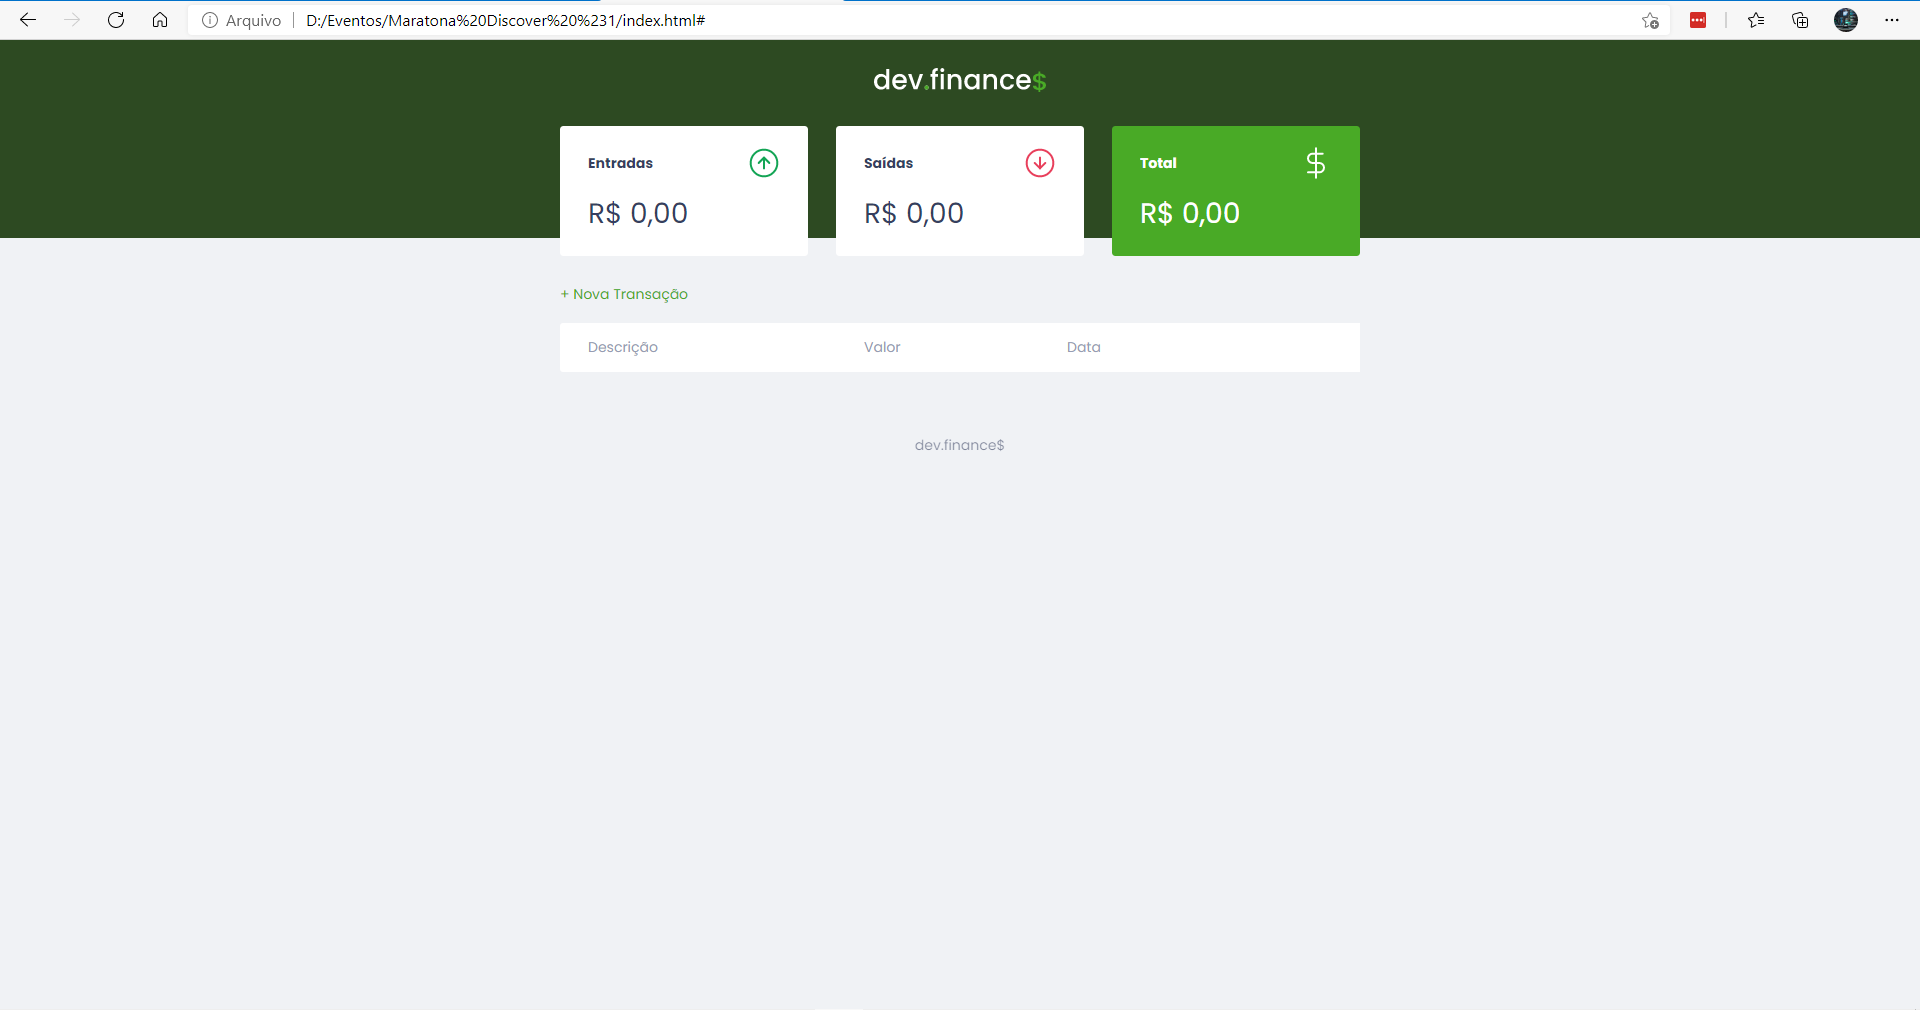 Arquivo D:/Eventos/Maratona%20Discover%20%231/index.html#
dev.finance$
Entradas
R$ 0,00
Saídas
R$ 0,00
Total
$
R$ 0,00
+ Nova Transação
Descrição Valor Data
dev.finance$